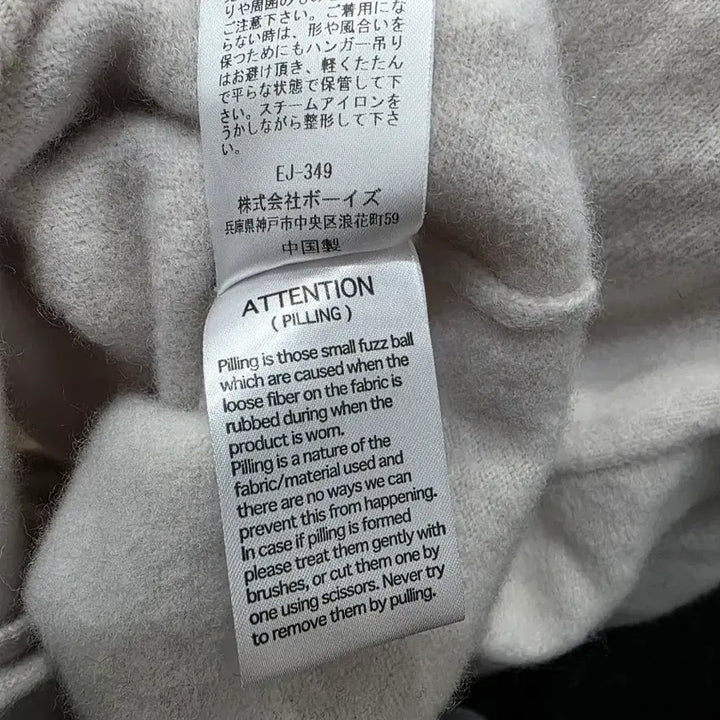 りや周囲のもの
ご注意下さい。ご着用にな
らない時は、形や風合いを
保つためにもハンガー吊り
はお避け頂き、軽くたたん
で平らな状態で保管して下
さい。スチームアイロンを
うかしながら整形して下さ
い。
EJ-349
株式会社ボーイズ
兵庫県神戸市中央区浪花町59
中国製
ATTENTION
(PILLING)
Pilling is those small fuzz ball
which are caused when the
loose fiber on the fabric is
rubbed during when the
product is worn.
Pilling is a nature of the
fabric/material used and
there are no ways we can
prevent this from happening.
In case if pilling is formed
please treat them gently with
brushes, or cut them one by
one using scissors. Never try
to remove them by pulling.